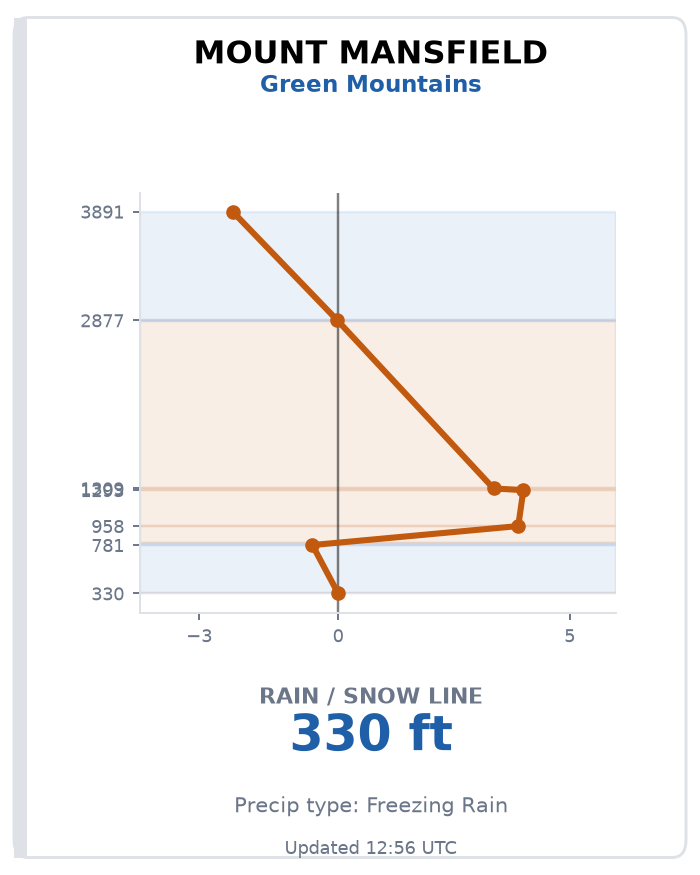 MOUNT MANSFIELD
Green Mountains
3891
2877
958
781
330
−3 0 5
RAIN / SNOW LINE
330 ft
Precip type: Freezing Rain
Updated 12:56 UTC